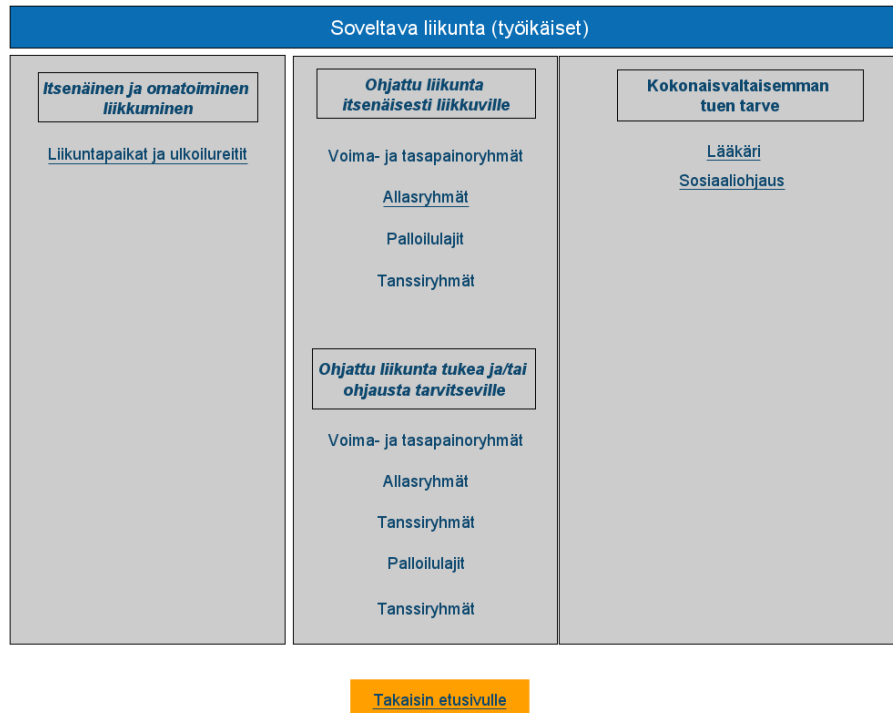 Soveltava liikunta (työikäiset)
Itsenäinen ja omatoiminen
liikkuminen
Liikuntapaikat ja ulkoilureitit
Ohjattu liikunta
itsenäisesti liikkuville
Voima- ja tasapainoryhmät
Allasryhmät
Palloilulajit
Tanssiryhmät
Ohjattu liikunta tukea ja/tai
ohjausta tarvitseville
Voima- ja tasapainoryhmät
Allasryhmät
Tanssiryhmät
Palloilulajit
Tanssiryhmät
Kokonaisvaltaisemman
tuen tarve
Lääkäri
Sosiaaliohjaus
Takaisin etusivulle